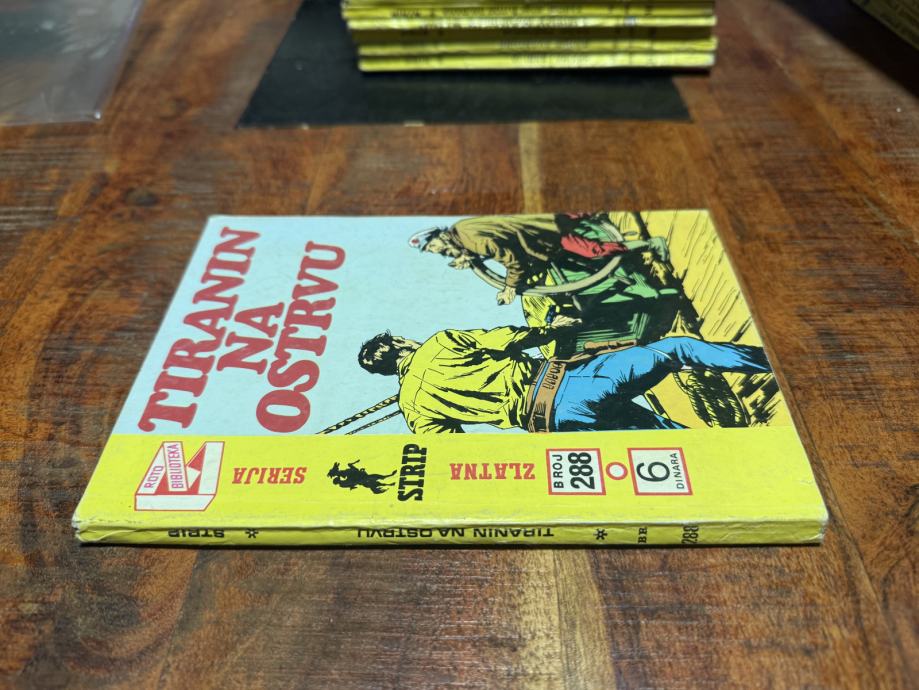 TIRANIN
NA
OSTRVU
ROTO
BIBLIOTEKA
SERIJA
STRIP
ZLATNA
BROJ
288
6
DINARA
STRIP * TIRANIN NA OSTRVU * BR 288